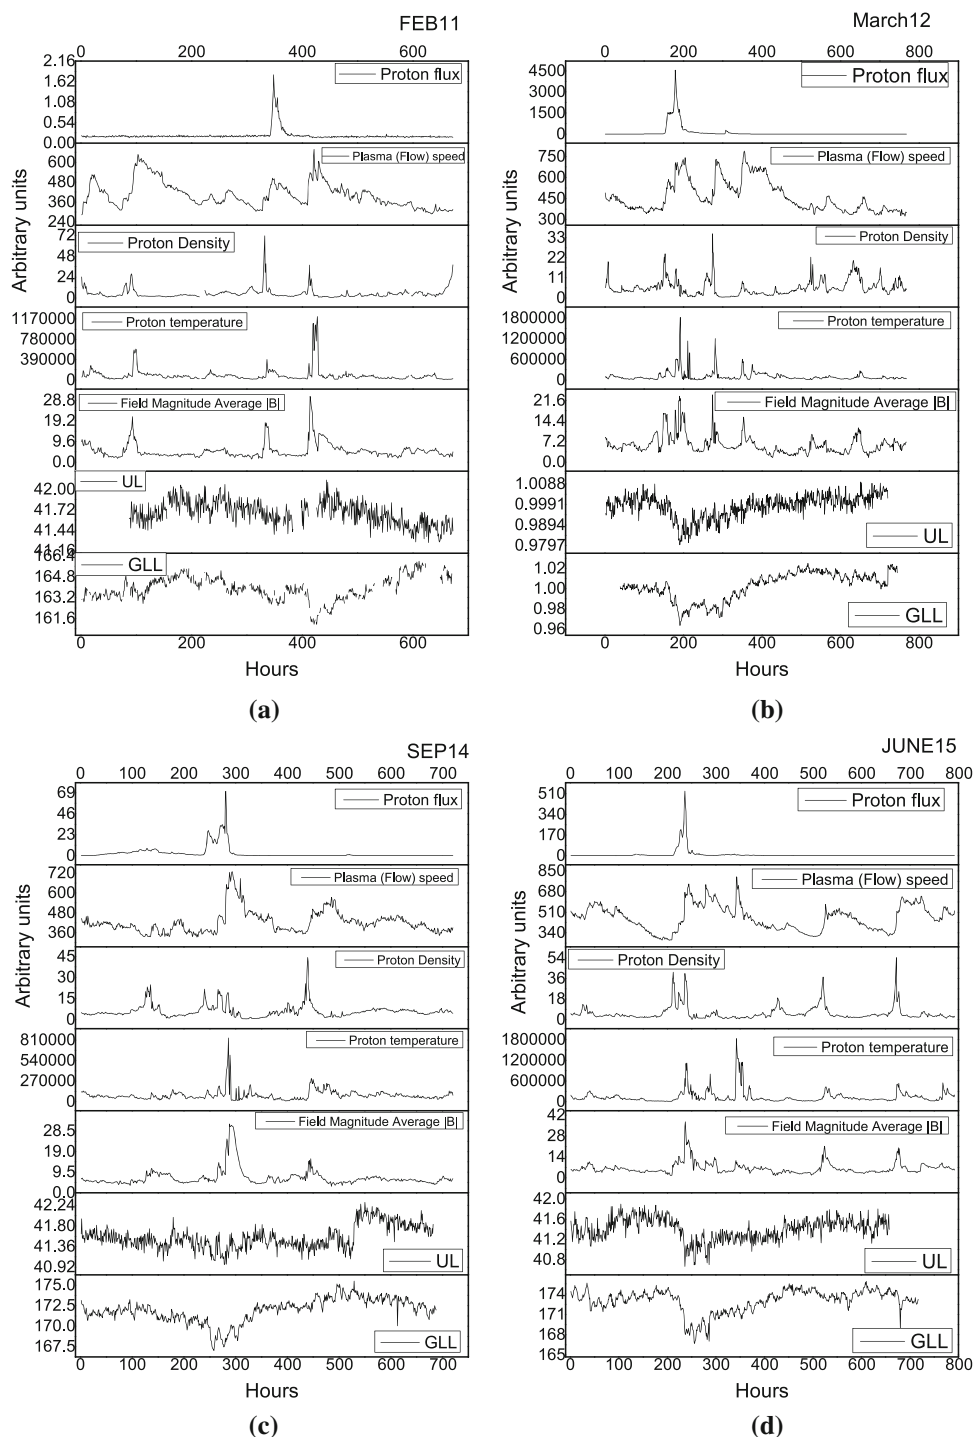 FEB11
0 200 400 600
2.16
1.62
1.08
0.54
0.00
Proton flux
600
480
360
240
Plasma (Flow) speed
72
48
24
0
Proton Density
1170000
780000
390000
0
Proton temperature
28.8
19.2
9.6
0.0
Field Magnitude Average |B|
42.00
41.72
41.44
41.16
UL
166.4
164.8
163.2
161.6
GLL
Arbitrary units
0 200 400 600
Hours
(a)
March12
0 200 400 600 800
4500
3000
1500
0
Proton flux
750
600
450
300
Plasma (Flow) speed
33
22
11
0
Proton Density
1800000
1200000
600000
0
Proton temperature
21.6
14.4
7.2
0.0
Field Magnitude Average |B|
1.0088
0.9991
0.9894
0.9797
UL
1.02
1.00
0.98
0.96
GLL
Arbitrary units
0 200 400 600 800
Hours
(b)
SEP14
0 100 200 300 400 500 600 700
69
46
23
0
Proton flux
720
600
480
360
Plasma (Flow) speed
45
30
15
0
Proton Density
810000
540000
270000
0
Proton temperature
28.5
19.0
9.5
0.0
Field Magnitude Average |B|
42.24
41.80
41.36
40.92
UL
175.0
172.5
170.0
167.5
GLL
Arbitrary units
0 100 200 300 400 500 600 700
Hours
(c)
JUNE15
0 100 200 300 400 500 600 700 800
510
340
170
0
Proton flux
850
680
510
340
Plasma (Flow) speed
54
36
18
0
Proton Density
1800000
1200000
600000
0
Proton temperature
42
28
14
0
Field Magnitude Average |B|
42.0
41.6
41.2
40.8
UL
174
171
168
165
GLL
Arbitrary units
0 100 200 300 400 500 600 700 800
Hours
(d)